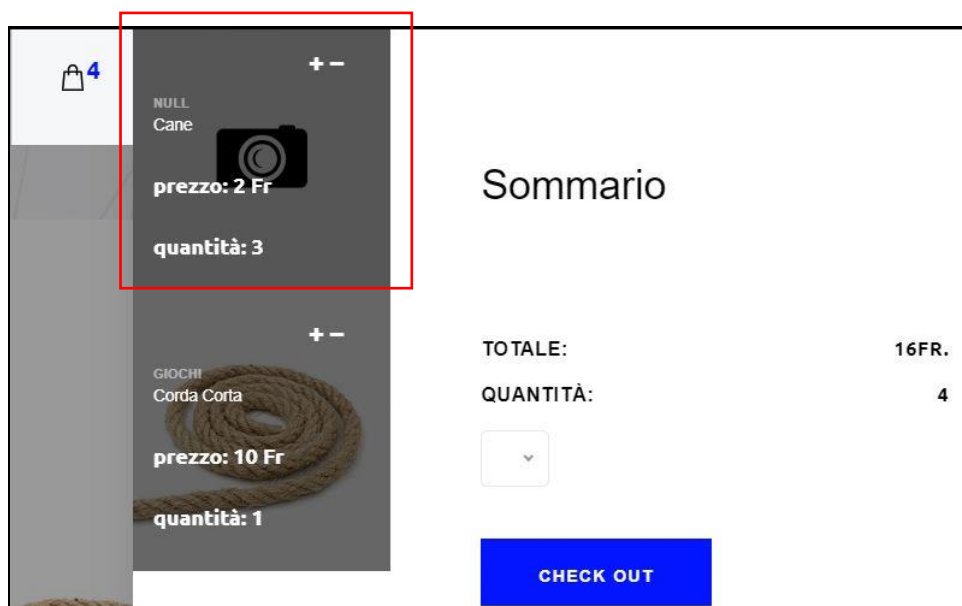 4
+ −
NULL
Cane
prezzo: 2 Fr
quantità: 3
+ −
GIOCHI
Corda Corta
prezzo: 10 Fr
quantità: 1
Sommario
TOTALE: 16FR.
QUANTITÀ: 4
CHECK OUT